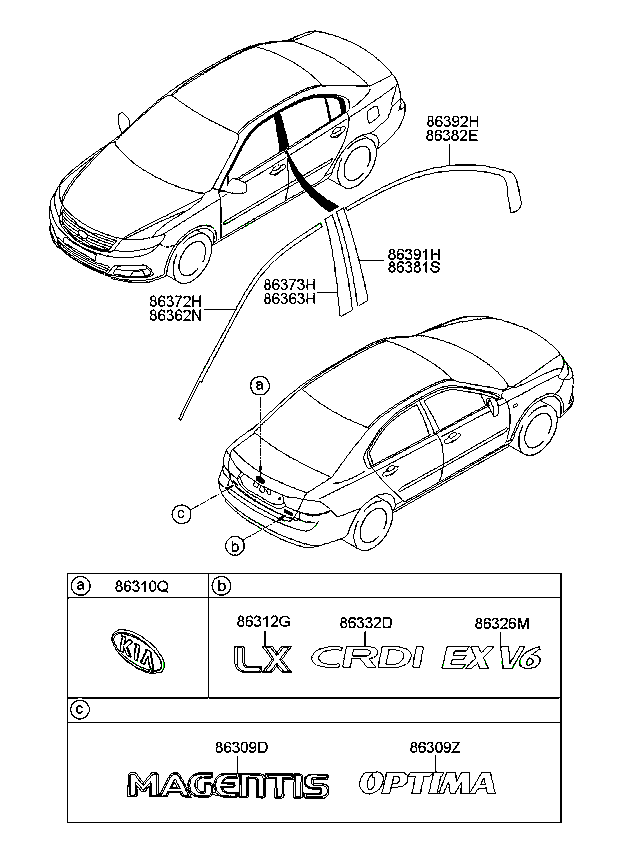 86392H
86382E
86391H
86381S
86373H
86363H
86372H
86362N
a
c
b
a 86310Q b
86312G 86332D 86326M
KIA LX CRDI EX V6
c
86309D 86309Z
MAGENTIS OPTIMA